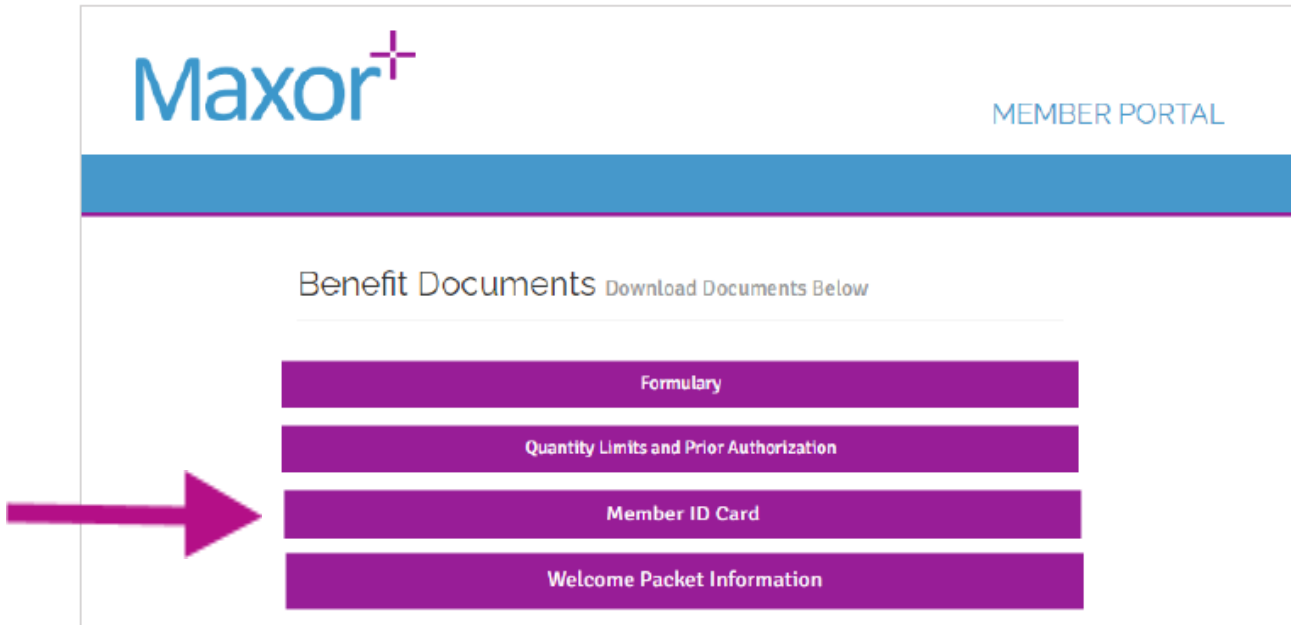 Maxor+
MEMBER PORTAL
Benefit Documents Download Documents Below
Formulary
Quantity Limits and Prior Authorization
Member ID Card
Welcome Packet Information